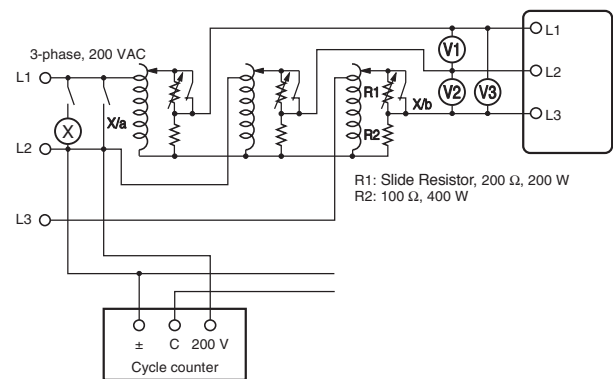 3-phase, 200 VAC
L1
L2
L3
X
X/a
R1
R2
X/b
V1
V2
V3
L1
L2
L3
R1: Slide Resistor, 200 Ω, 200 W
R2: 100 Ω, 400 W
± C 200 V
Cycle counter